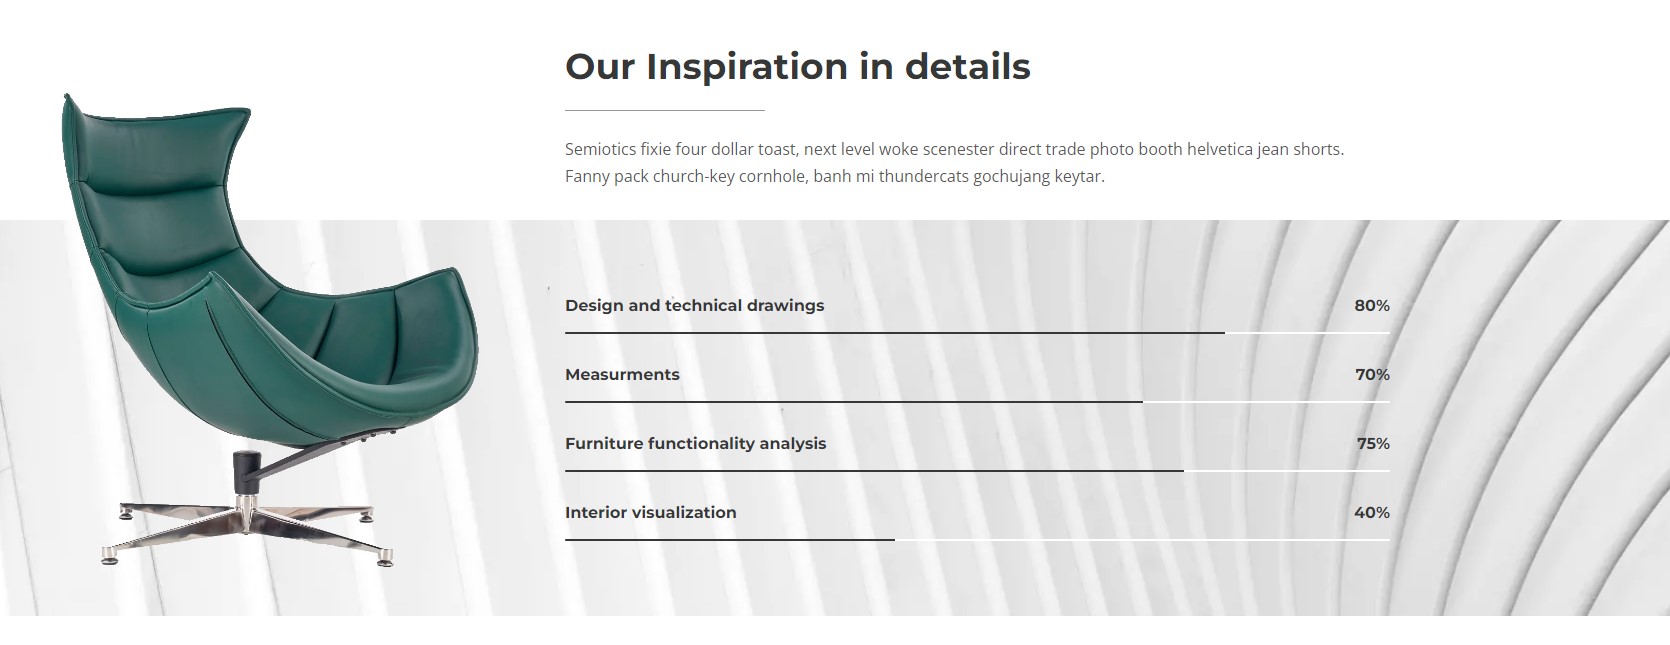 Our Inspiration in details
Semiotics fixie four dollar toast, next level woke scenester direct trade photo booth helvetica jean shorts.
Fanny pack church-key cornhole, banh mi thundercats gochujang keytar.
Design and technical drawings 80%
Measurments 70%
Furniture functionality analysis 75%
Interior visualization 40%